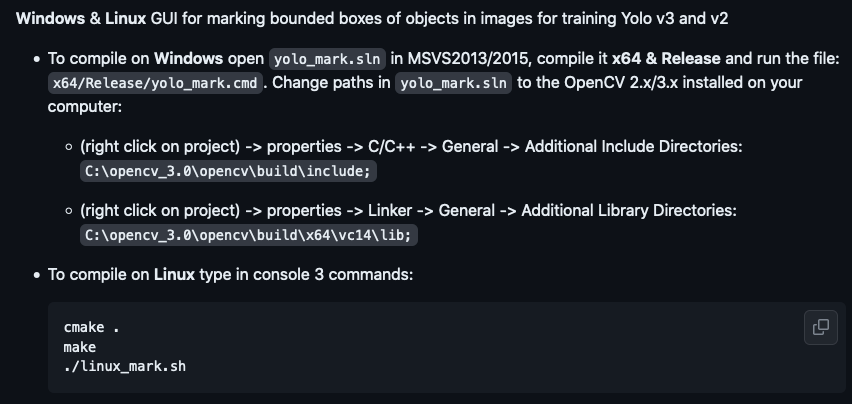 Windows & Linux GUI for marking bounded boxes of objects in images for training Yolo v3 and v2
• To compile on Windows open yolo_mark.sln in MSVS2013/2015, compile it x64 & Release and run the file:
x64/Release/yolo_mark.cmd. Change paths in yolo_mark.sln to the OpenCV 2.x/3.x installed on your
computer:
◦ (right click on project) -> properties -> C/C++ -> General -> Additional Include Directories:
C:\opencv_3.0\opencv\build\include;
◦ (right click on project) -> properties -> Linker -> General -> Additional Library Directories:
C:\opencv_3.0\opencv\build\x64\vc14\lib;
• To compile on Linux type in console 3 commands:
cmake .
make
./linux_mark.sh